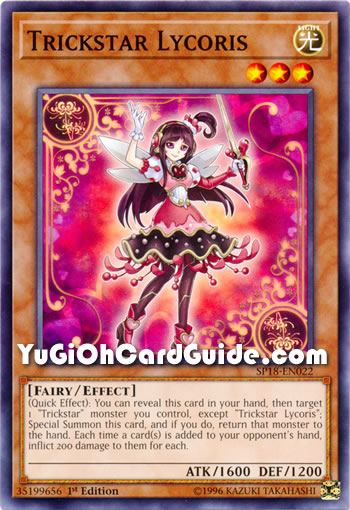 Trickstar Lycoris
LIGHT
光
YuGiOhCardGuide.com
SP18-EN022
[Fairy/Effect]
(Quick Effect): You can reveal this card in your hand, then target
1 "Trickstar" monster you control, except "Trickstar Lycoris";
Special Summon this card, and if you do, return that monster
to the hand. Each time a card(s) is added to your opponent's hand,
inflict 200 damage to them for each.
ATK/1600 DEF/1200
35199656 1st Edition ©1996 KAZUKI TAKAHASHI